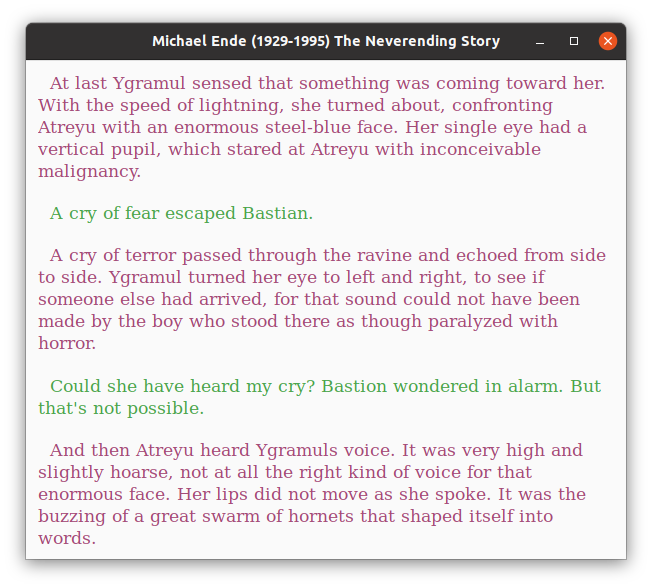 Michael Ende (1929-1995) The Neverending Story
At last Ygramul sensed that something was coming toward her.
With the speed of lightning, she turned about, confronting
Atreyu with an enormous steel-blue face. Her single eye had a
vertical pupil, which stared at Atreyu with inconceivable
malignancy.
A cry of fear escaped Bastian.
A cry of terror passed through the ravine and echoed from side
to side. Ygramul turned her eye to left and right, to see if
someone else had arrived, for that sound could not have been
made by the boy who stood there as though paralyzed with
horror.
Could she have heard my cry? Bastion wondered in alarm. But
that's not possible.
And then Atreyu heard Ygramuls voice. It was very high and
slightly hoarse, not at all the right kind of voice for that
enormous face. Her lips did not move as she spoke. It was the
buzzing of a great swarm of hornets that shaped itself into
words.